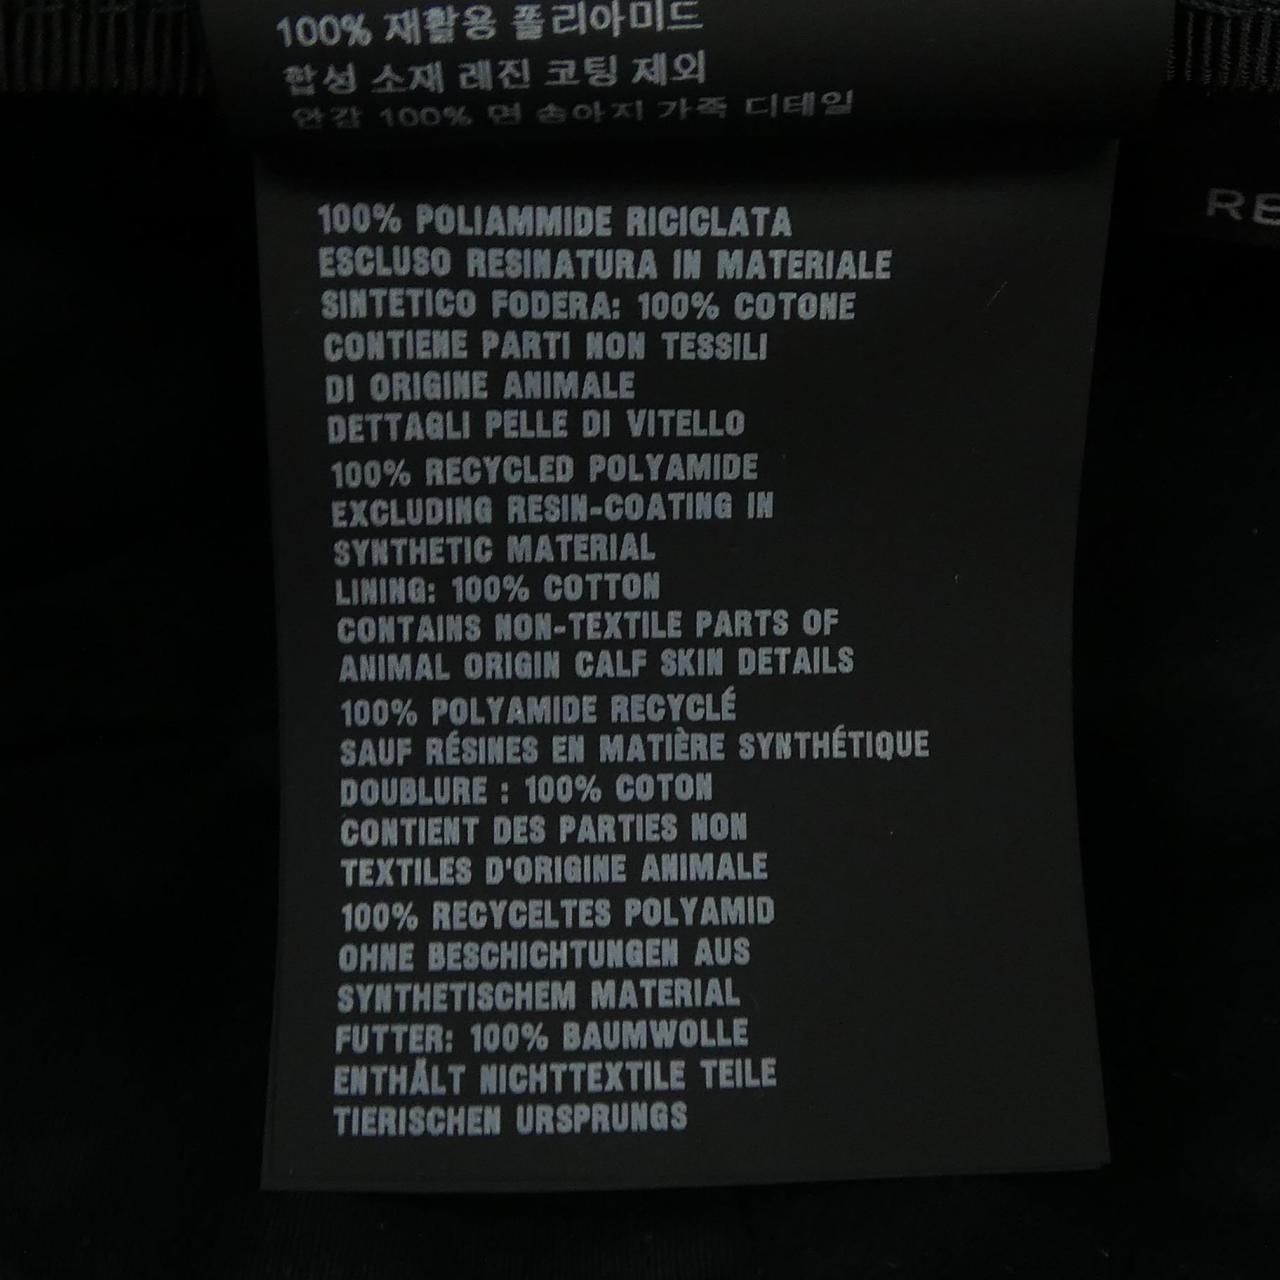 100% 재활용 폴리아미드
합성 소재 레진 코팅 제외
안감 100% 면 송아지 가죽 디테일
RE
100% POLIAMMIDE RICICLATA
ESCLUSO RESINATURA IN MATERIALE
SINTETICO FODERA: 100% COTONE
CONTIENE PARTI NON TESSILI
DI ORIGINE ANIMALE
DETTAGLI PELLE DI VITELLO
100% RECYCLED POLYAMIDE
EXCLUDING RESIN-COATING IN
SYNTHETIC MATERIAL
LINING: 100% COTTON
CONTAINS NON-TEXTILE PARTS OF
ANIMAL ORIGIN CALF SKIN DETAILS
100% POLYAMIDE RECYCLÉ
SAUF RÉSINES EN MATIÈRE SYNTHÉTIQUE
DOUBLURE : 100% COTON
CONTIENT DES PARTIES NON
TEXTILES D'ORIGINE ANIMALE
100% RECYCELTES POLYAMID
OHNE BESCHICHTUNGEN AUS
SYNTHETISCHEM MATERIAL
FUTTER: 100% BAUMWOLLE
ENTHÄLT NICHTTEXTILE TEILE
TIERISCHEN URSPRUNGS